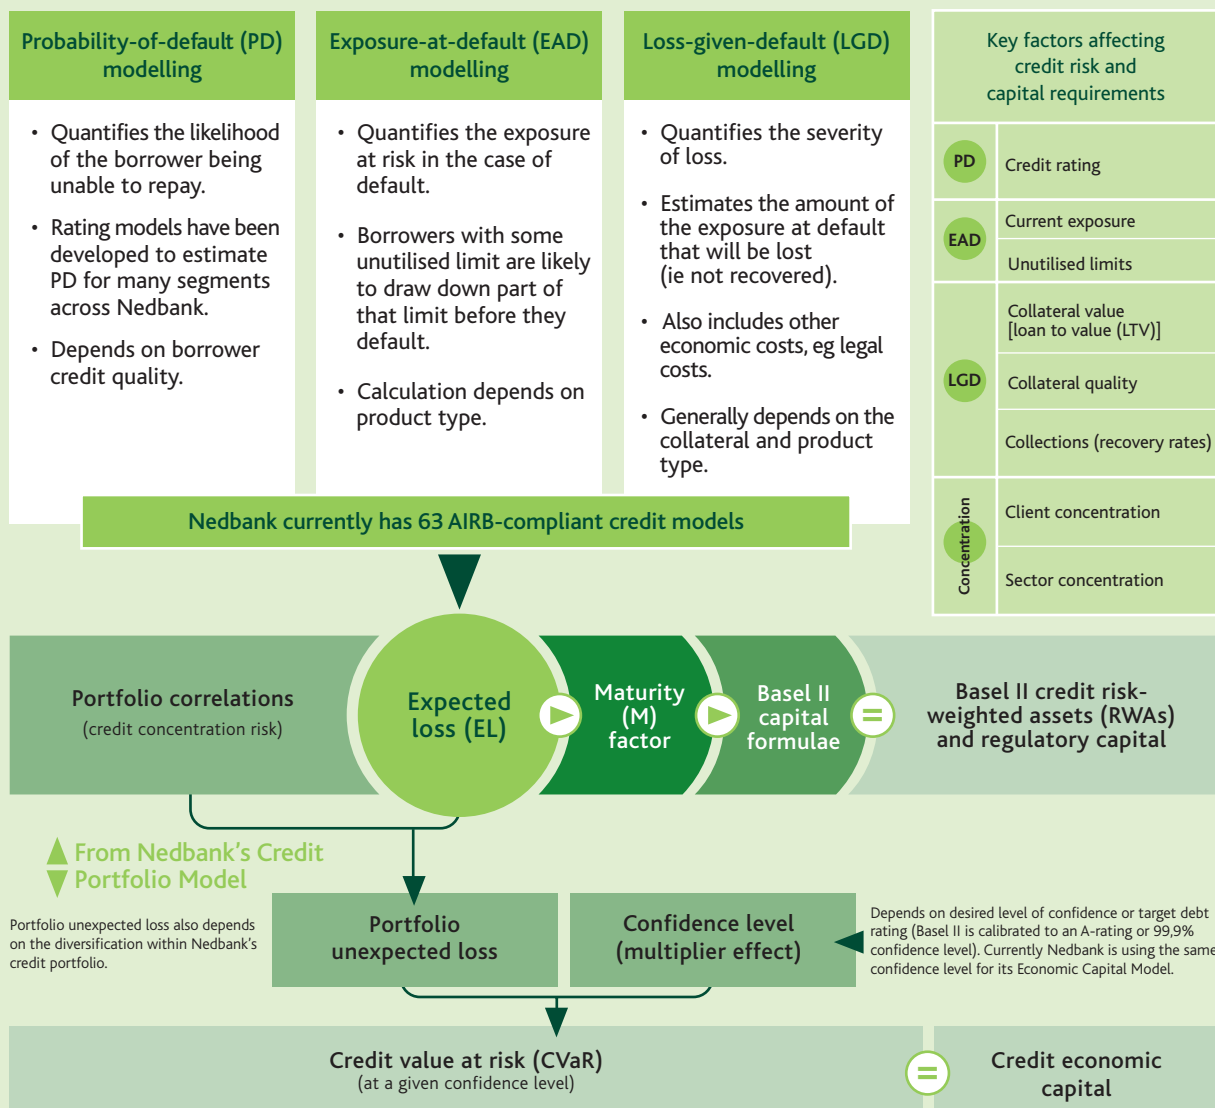 Probability-of-default (PD)
modelling
• Quantifies the likelihood
of the borrower being
unable to repay.
• Rating models have been
developed to estimate
PD for many segments
across Nedbank.
• Depends on borrower
credit quality.
Exposure-at-default (EAD)
modelling
• Quantifies the exposure
at risk in the case of
default.
• Borrowers with some
unutilised limit are likely
to draw down part of
that limit before they
default.
• Calculation depends on
product type.
Loss-given-default (LGD)
modelling
• Quantifies the severity
of loss.
• Estimates the amount of
the exposure at default
that will be lost
(ie not recovered).
• Also includes other
economic costs, eg legal
costs.
• Generally depends on the
collateral and product
type.
Key factors affecting
credit risk and
capital requirements
PD
Credit rating
EAD
Current exposure
Unutilised limits
LGD
Collateral value
[loan to value (LTV)]
Collateral quality
Collections (recovery rates)
Concentration
Client concentration
Sector concentration
Nedbank currently has 63 AIRB-compliant credit models
Portfolio correlations
(credit concentration risk)
Expected
loss (EL)
Maturity
(M)
factor
Basel II
capital
formulae
=
Basel II credit risk-
weighted assets (RWAs)
and regulatory capital
From Nedbank's Credit
Portfolio Model
Portfolio unexpected loss also depends
on the diversification within Nedbank's
credit portfolio.
Portfolio
unexpected loss
Confidence level
(multiplier effect)
Depends on desired level of confidence or target debt
rating (Basel II is calibrated to an A-rating or 99,9%
confidence level). Currently Nedbank is using the same
confidence level for its Economic Capital Model.
Credit value at risk (CVaR)
(at a given confidence level)
=
Credit economic
capital